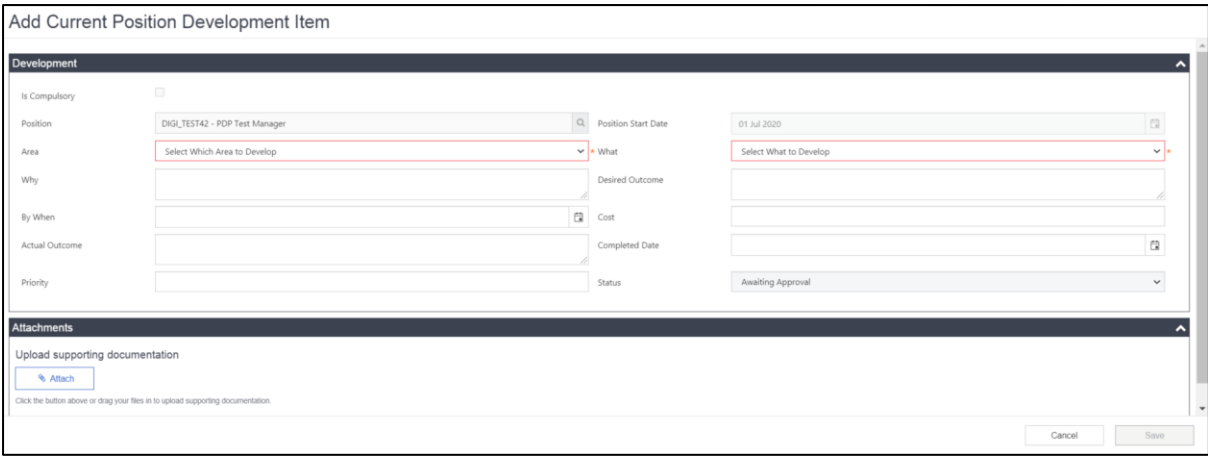 Add Current Position Development Item
Development
Is Compulsory
Position DIGI_TEST42 - PDP Test Manager Position Start Date 01 Jul 2020
Area Select Which Area to Develop * What Select What to Develop *
Why Desired Outcome
By When Cost
Actual Outcome Completed Date
Priority Status Awaiting Approval
Attachments
Upload supporting documentation
Attach
Click the button above or drag your files in to upload supporting documentation.
Cancel Save